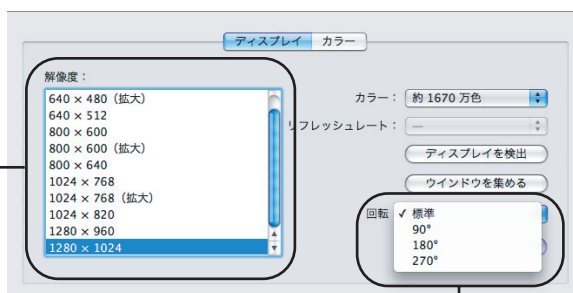 ディスプレイ カラー
解像度：
640 × 480（拡大）
640 × 512
800 × 600
800 × 600（拡大）
800 × 640
1024 × 768
1024 × 768（拡大）
1024 × 820
1280 × 960
1280 × 1024
カラー： 約 1670 万色
リフレッシュレート： —
ディスプレイを検出
ウインドウを集める
回転 ✓ 標準
90°
180°
270°